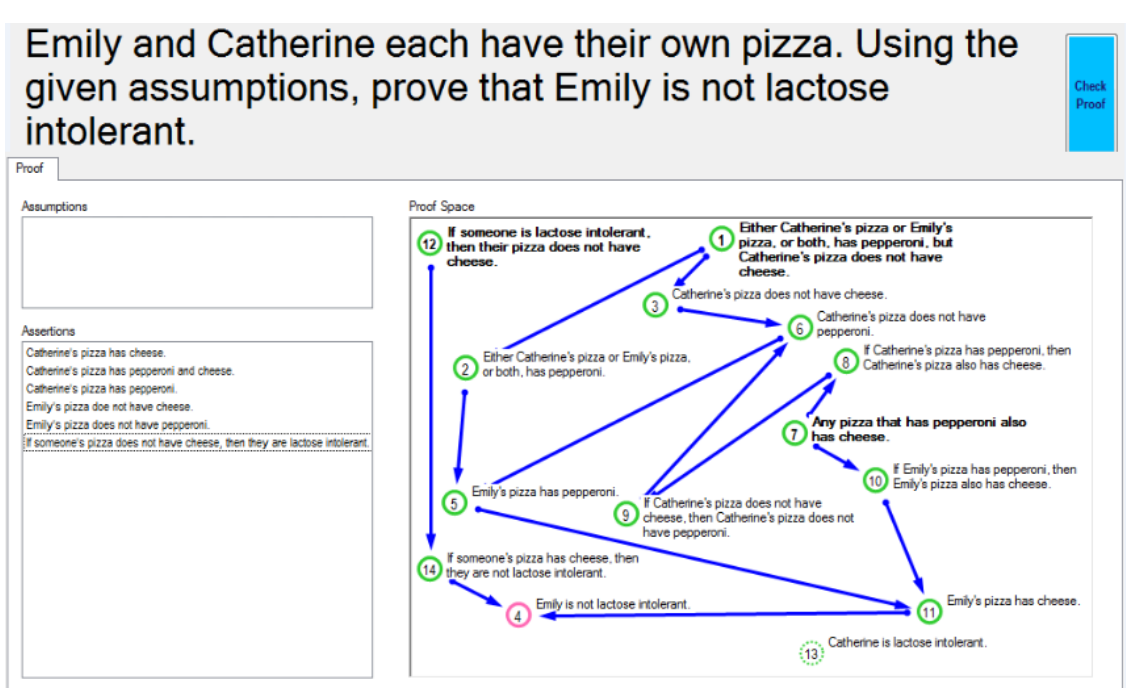 Emily and Catherine each have their own pizza. Using the
given assumptions, prove that Emily is not lactose
intolerant.
Check
Proof
Proof
Assumptions
Assertions
Catherine's pizza has cheese.
Catherine's pizza has pepperoni and cheese.
Catherine's pizza has pepperoni.
Emily's pizza doe not have cheese.
Emily's pizza does not have pepperoni.
If someone's pizza does not have cheese, then they are lactose intolerant.
Proof Space
12
If someone is lactose intolerant,
then their pizza does not have
cheese.
1
Either Catherine's pizza or Emily's
pizza, or both, has pepperoni, but
Catherine's pizza does not have
cheese.
3
Catherine's pizza does not have cheese.
6
Catherine's pizza does not have
pepperoni.
2
Either Catherine's pizza or Emily's pizza,
or both, has pepperoni.
8
If Catherine's pizza has pepperoni, then
Catherine's pizza also has cheese.
7
Any pizza that has pepperoni also
has cheese.
10
If Emily's pizza has pepperoni, then
Emily's pizza also has cheese.
5
Emily's pizza has pepperoni.
9
If Catherine's pizza does not have
cheese, then Catherine's pizza does not
have pepperoni.
14
If someone's pizza has cheese, then
they are not lactose intolerant.
4
Emily is not lactose intolerant.
11
Emily's pizza has cheese.
13
Catherine is lactose intolerant.